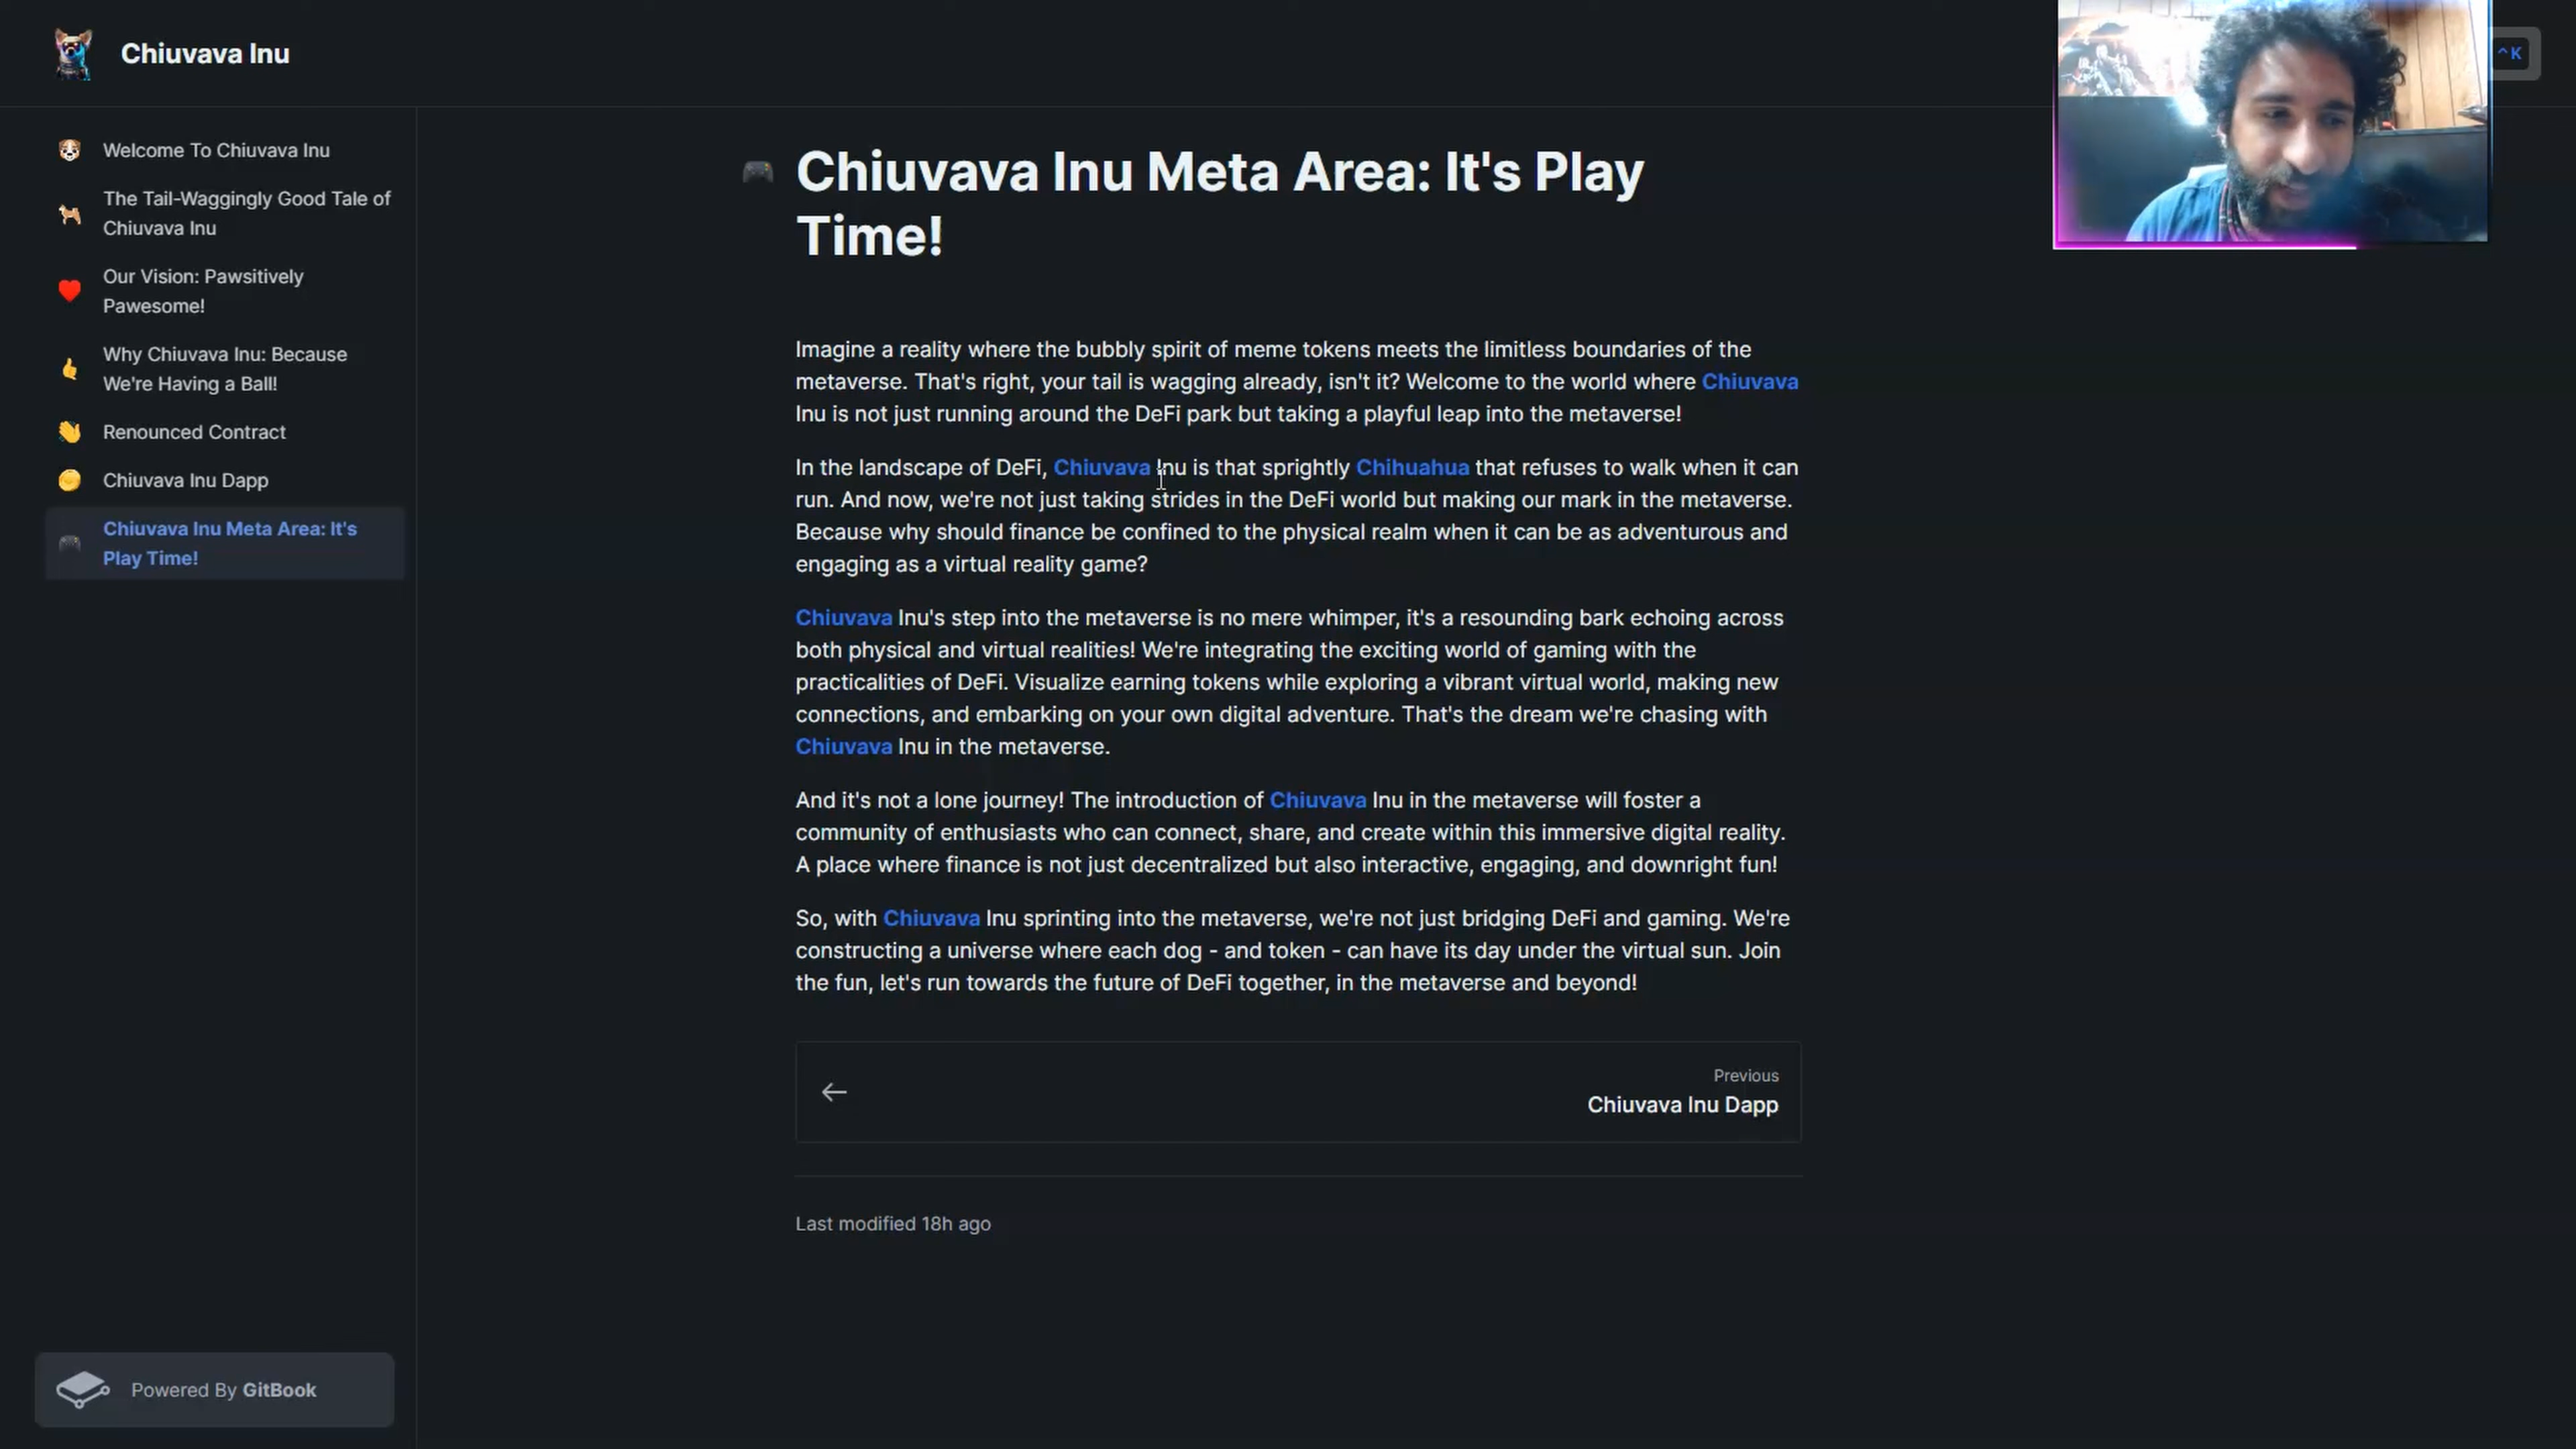 Chiuvava Inu
^K
Welcome To Chiuvava Inu
The Tail-Waggingly Good Tale of
Chiuvava Inu
Our Vision: Pawsitively
Pawesome!
Why Chiuvava Inu: Because
We're Having a Ball!
Renounced Contract
Chiuvava Inu Dapp
Chiuvava Inu Meta Area: It's
Play Time!
Powered By GitBook
Chiuvava Inu Meta Area: It's Play
Time!
Imagine a reality where the bubbly spirit of meme tokens meets the limitless boundaries of the
metaverse. That's right, your tail is wagging already, isn't it? Welcome to the world where Chiuvava
Inu is not just running around the DeFi park but taking a playful leap into the metaverse!
In the landscape of DeFi, Chiuvava Inu is that sprightly Chihuahua that refuses to walk when it can
run. And now, we're not just taking strides in the DeFi world but making our mark in the metaverse.
Because why should finance be confined to the physical realm when it can be as adventurous and
engaging as a virtual reality game?
Chiuvava Inu's step into the metaverse is no mere whimper, it's a resounding bark echoing across
both physical and virtual realities! We're integrating the exciting world of gaming with the
practicalities of DeFi. Visualize earning tokens while exploring a vibrant virtual world, making new
connections, and embarking on your own digital adventure. That's the dream we're chasing with
Chiuvava Inu in the metaverse.
And it's not a lone journey! The introduction of Chiuvava Inu in the metaverse will foster a
community of enthusiasts who can connect, share, and create within this immersive digital reality.
A place where finance is not just decentralized but also interactive, engaging, and downright fun!
So, with Chiuvava Inu sprinting into the metaverse, we're not just bridging DeFi and gaming. We're
constructing a universe where each dog - and token - can have its day under the virtual sun. Join
the fun, let's run towards the future of DeFi together, in the metaverse and beyond!
Previous
Chiuvava Inu Dapp
Last modified 18h ago